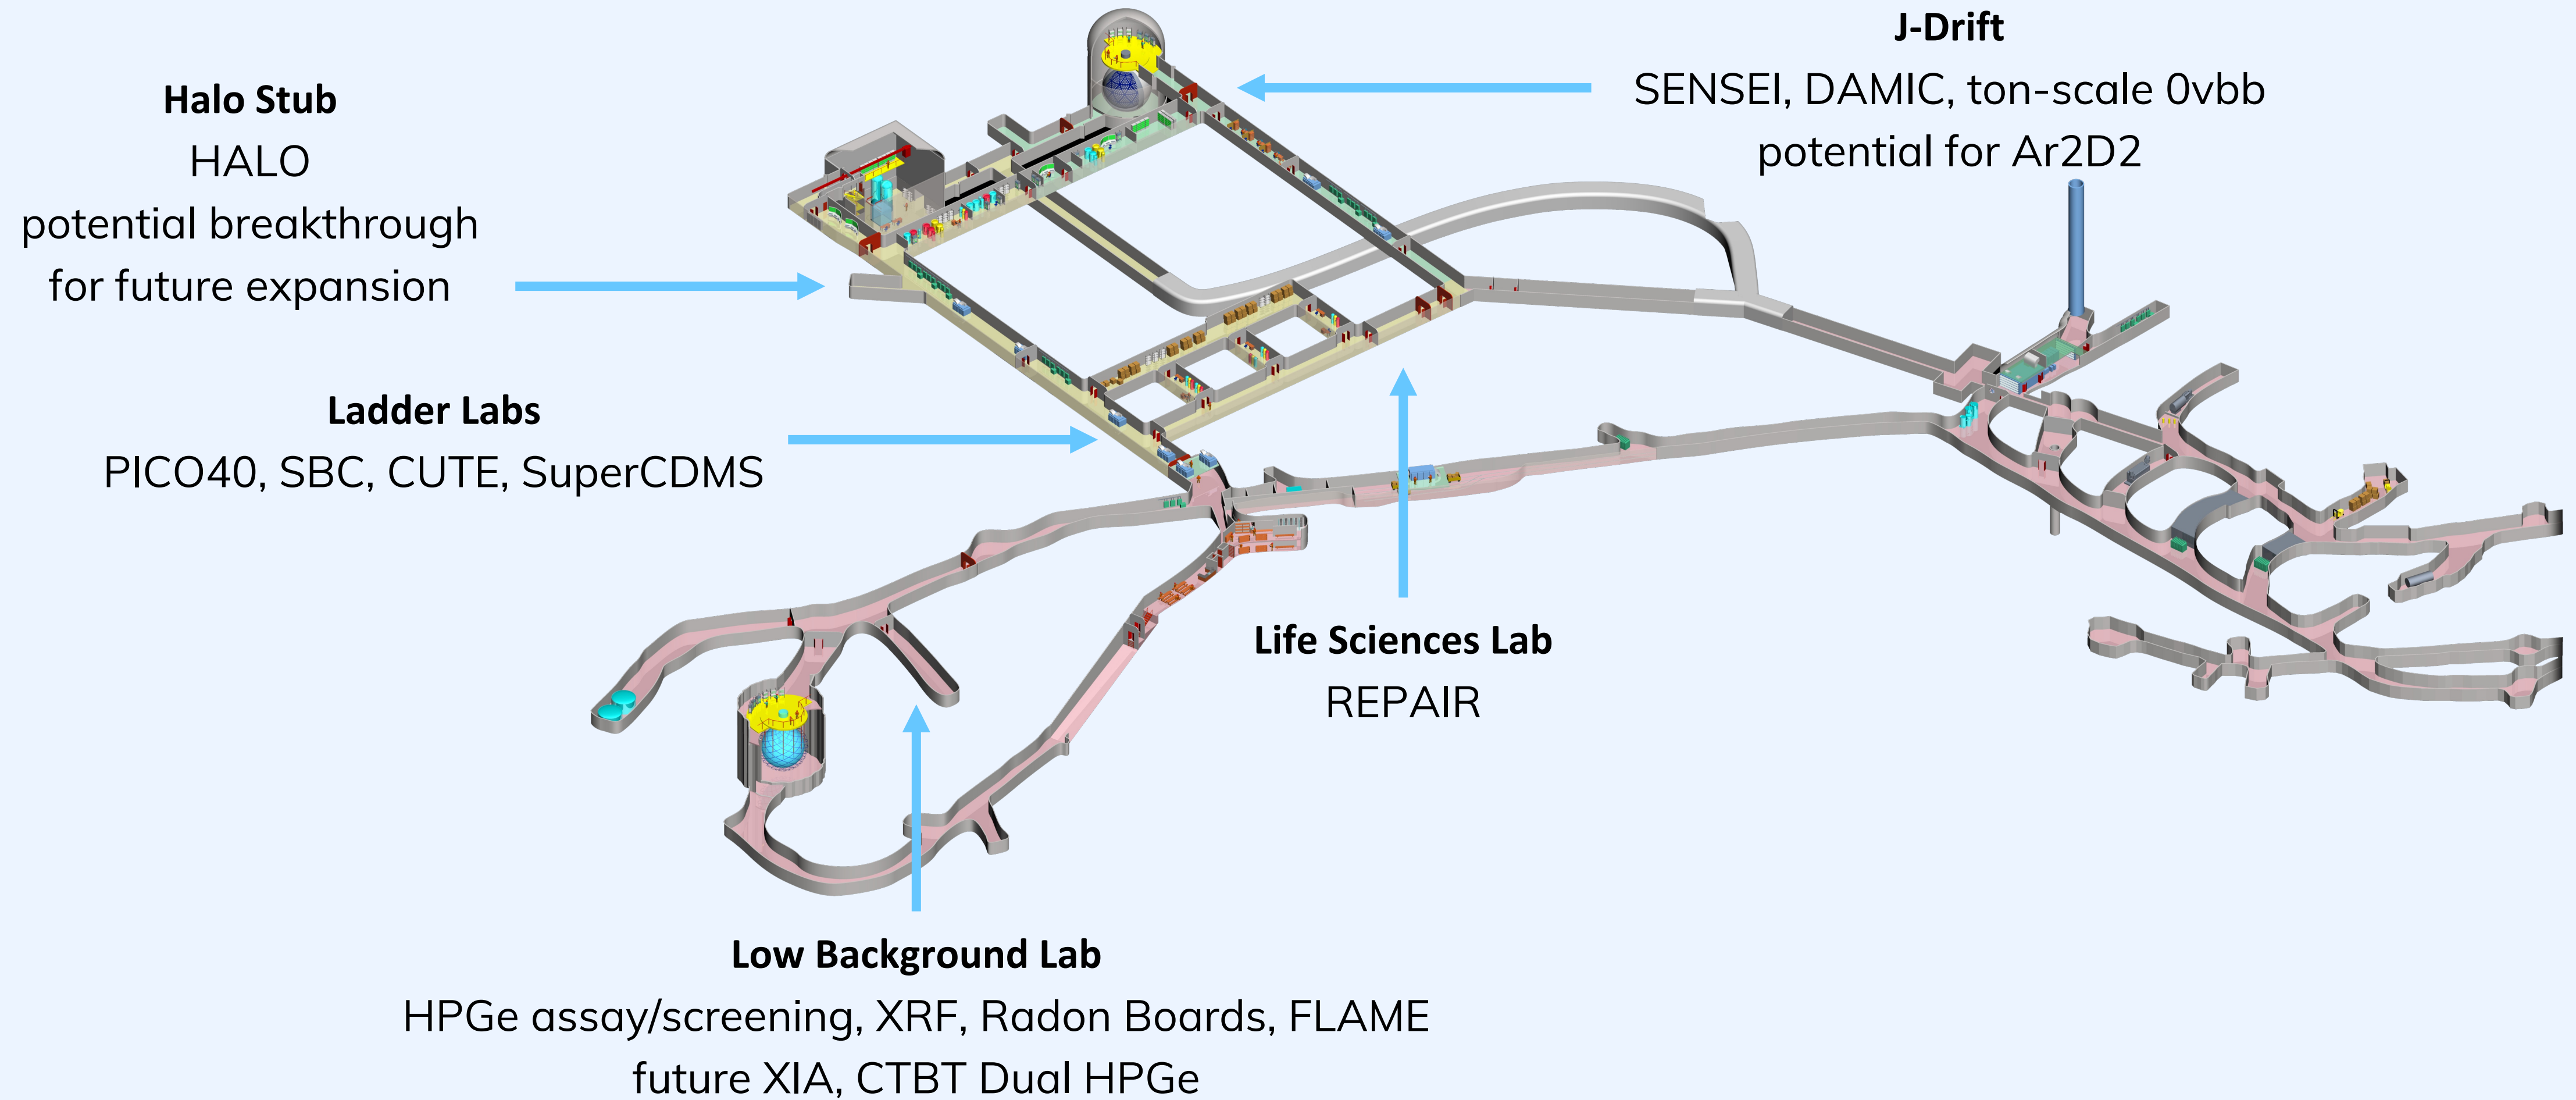 J-Drift
SENSEI, DAMIC, ton-scale 0vbb
potential for Ar2D2
Halo Stub
HALO
potential breakthrough
for future expansion
Ladder Labs
PICO40, SBC, CUTE, SuperCDMS
Life Sciences Lab
REPAIR
Low Background Lab
HPGe assay/screening, XRF, Radon Boards, FLAME
future XIA, CTBT Dual HPGe